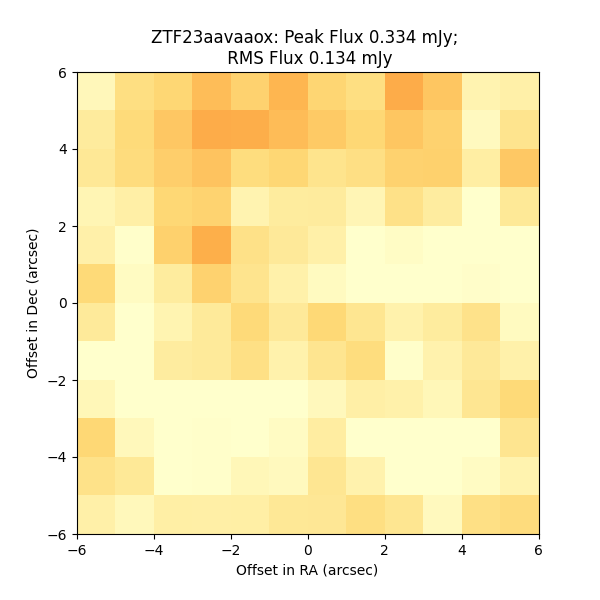 ZTF23aavaaox: Peak Flux 0.334 mJy;
RMS Flux 0.134 mJy
6
4
2
0
−2
−4
−6
Offset in Dec (arcsec)
−6 −4 −2 0 2 4 6
Offset in RA (arcsec)